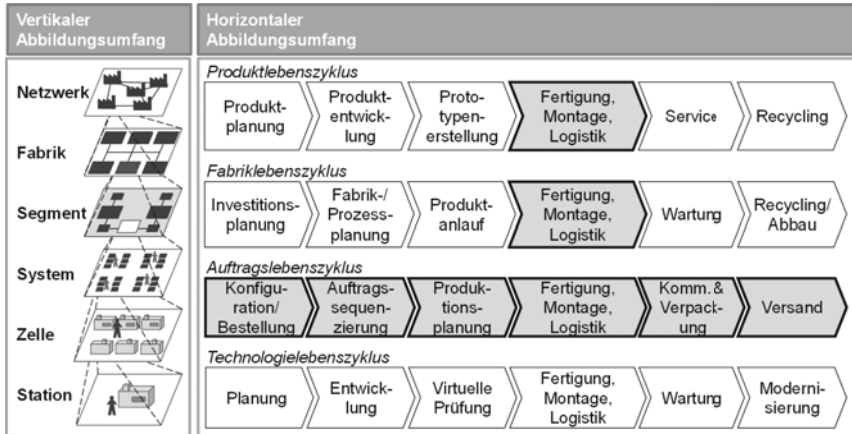 Vertikaler
Abbildungsumfang
Horizontaler
Abbildungsumfang
Netzwerk
Fabrik
Segment
System
Zelle
Station
Produktlebenszyklus
Produkt-
planung
Produkt-
entwick-
lung
Proto-
typen-
erstellung
Fertigung,
Montage,
Logistik
Service
Recycling
Fabriklebenszyklus
Investitions-
planung
Fabrik-/
Prozess-
planung
Produkt-
anlauf
Fertigung,
Montage,
Logistik
Wartung
Recycling/
Abbau
Auftragslebenszyklus
Konfigu-
ration/
Bestellung
Auftrags-
sequen-
zierung
Produk-
tions-
planung
Fertigung,
Montage,
Logistik
Komm.&
Verpack-
ung
Versand
Technologielebenszyklus
Planung
Entwick-
lung
Virtuelle
Prüfung
Fertigung,
Montage,
Logistik
Wartung
Moderni-
sierung